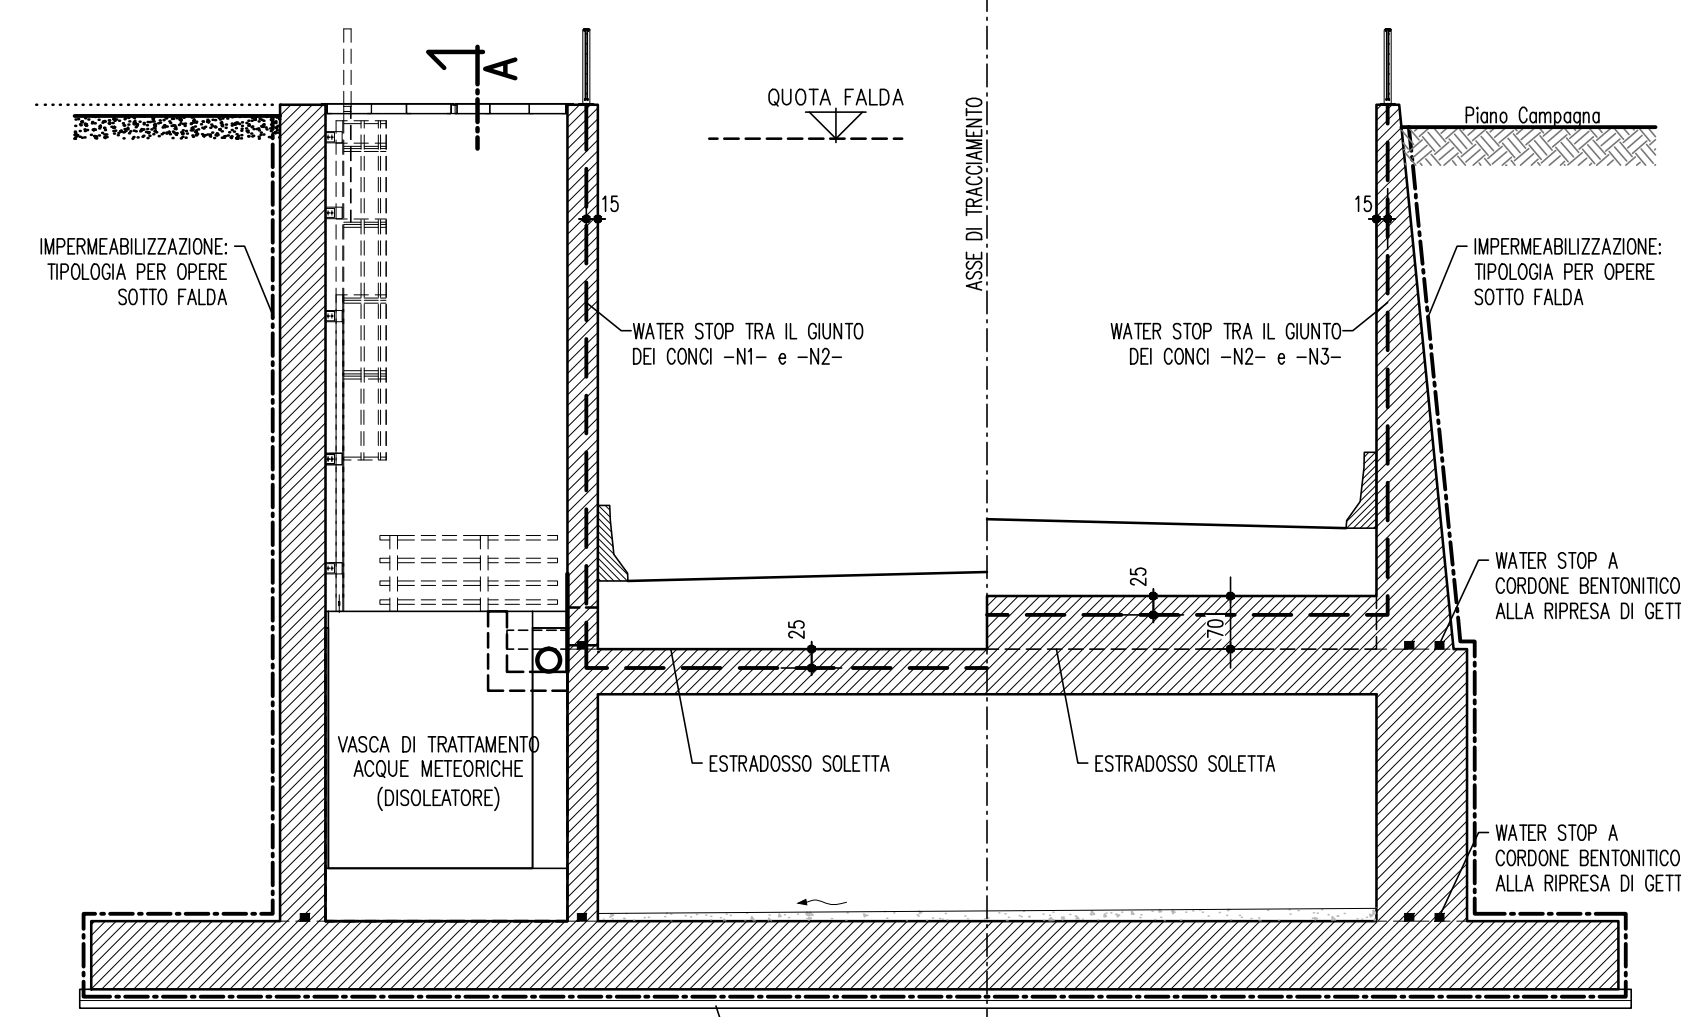 1
A
QUOTA FALDA
ASSE DI TRACCIAMENTO
Piano Campagna
15
15
IMPERMEABILIZZAZIONE:
TIPOLOGIA PER OPERE
SOTTO FALDA
IMPERMEABILIZZAZIONE:
TIPOLOGIA PER OPERE
SOTTO FALDA
WATER STOP TRA IL GIUNTO
DEI CONCI -N1- e -N2-
WATER STOP TRA IL GIUNTO
DEI CONCI -N2- e -N3-
WATER STOP A
CORDONE BENTONITICO
ALLA RIPRESA DI GETT
25
25
70
VASCA DI TRATTAMENTO
ACQUE METEORICHE
(DISOLEATORE)
ESTRADOSSO SOLETTA
ESTRADOSSO SOLETTA
WATER STOP A
CORDONE BENTONITICO
ALLA RIPRESA DI GETT